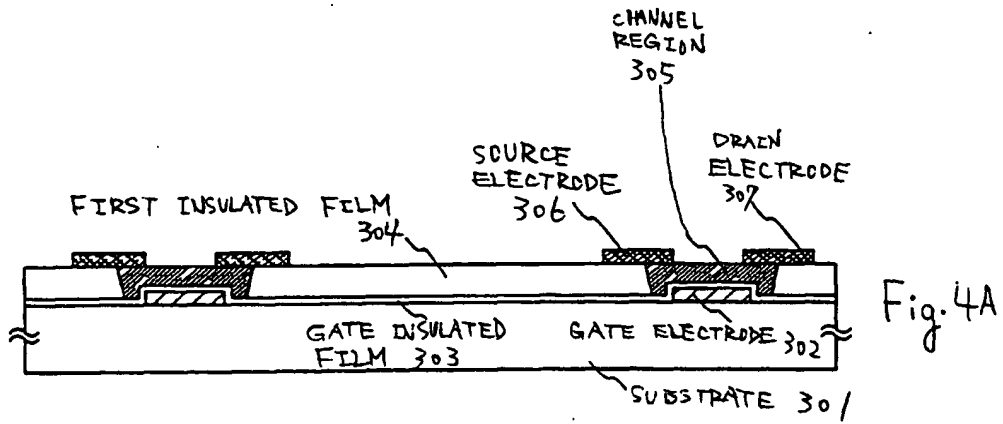 CHANNEL
REGION
305
SOURCE
ELECTRODE
306
DRAIN
ELECTRODE
307
FIRST INSULATED FILM
304
GATE INSULATED
FILM 303
GATE ELECTRODE 302
SUBSTRATE 301
Fig. 4A